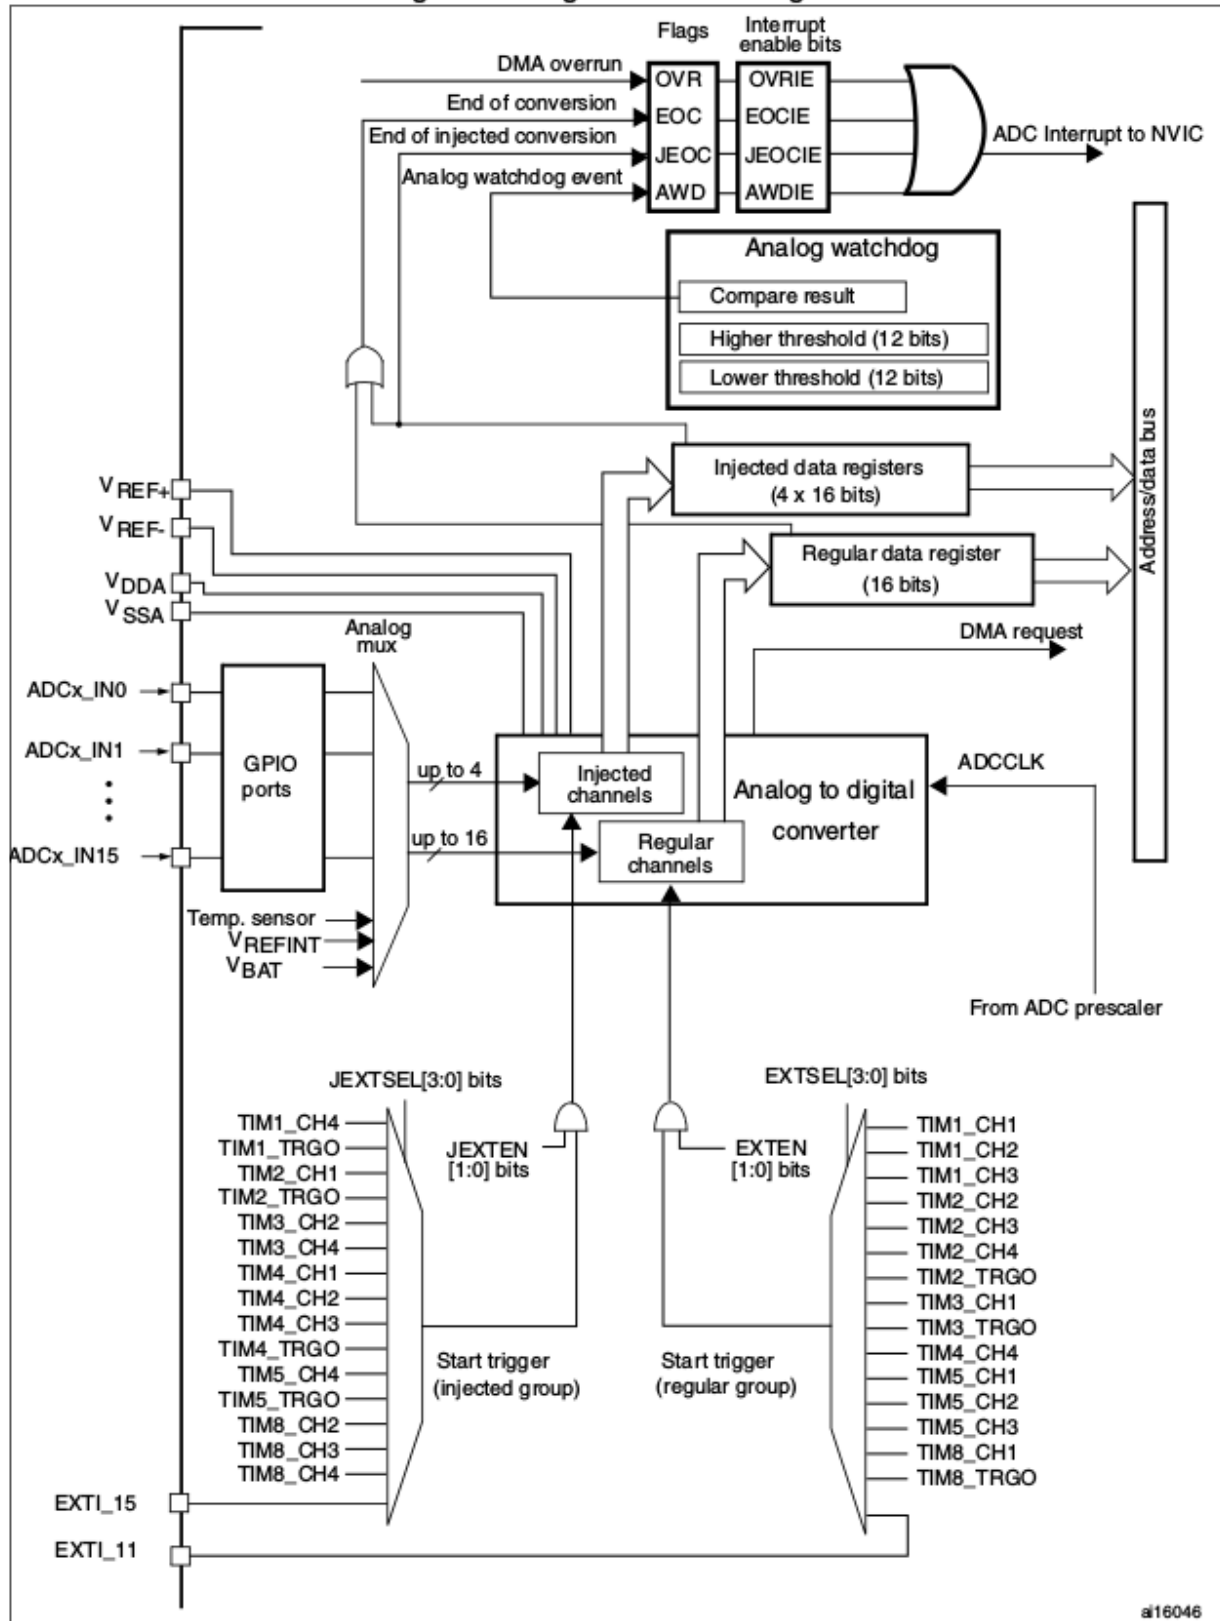 Flags
Interrupt
enable bits
DMA overrun
OVR
OVRIE
End of conversion
EOC
EOCIE
End of injected conversion
JEOC
JEOCIE
ADC Interrupt to NVIC
Analog watchdog event
AWD
AWDIE
Analog watchdog
Compare result
Higher threshold (12 bits)
Lower threshold (12 bits)
Address/data bus
Injected data registers
(4 x 16 bits)
Regular data register
(16 bits)
VREF+
VREF-
VDDA
VSSA
Analog
mux
DMA request
ADCx_IN0
ADCx_IN1
ADCx_IN15
GPIO
ports
up to 4
up to 16
Injected
channels
Regular
channels
Analog to digital
converter
ADCCLK
Temp. sensor
VREFINT
VBAT
From ADC prescaler
JEXTSEL[3:0] bits
EXTSEL[3:0] bits
TIM1_CH4
TIM1_TRGO
TIM2_CH1
TIM2_TRGO
TIM3_CH2
TIM3_CH4
TIM4_CH1
TIM4_CH2
TIM4_CH3
TIM4_TRGO
TIM5_CH4
TIM5_TRGO
TIM8_CH2
TIM8_CH3
TIM8_CH4
JEXTEN
[1:0] bits
EXTEN
[1:0] bits
Start trigger
(injected group)
Start trigger
(regular group)
TIM1_CH1
TIM1_CH2
TIM1_CH3
TIM2_CH2
TIM2_CH3
TIM2_CH4
TIM2_TRGO
TIM3_CH1
TIM3_TRGO
TIM4_CH4
TIM5_CH1
TIM5_CH2
TIM5_CH3
TIM8_CH1
TIM8_TRGO
EXTI_15
EXTI_11
ai16046